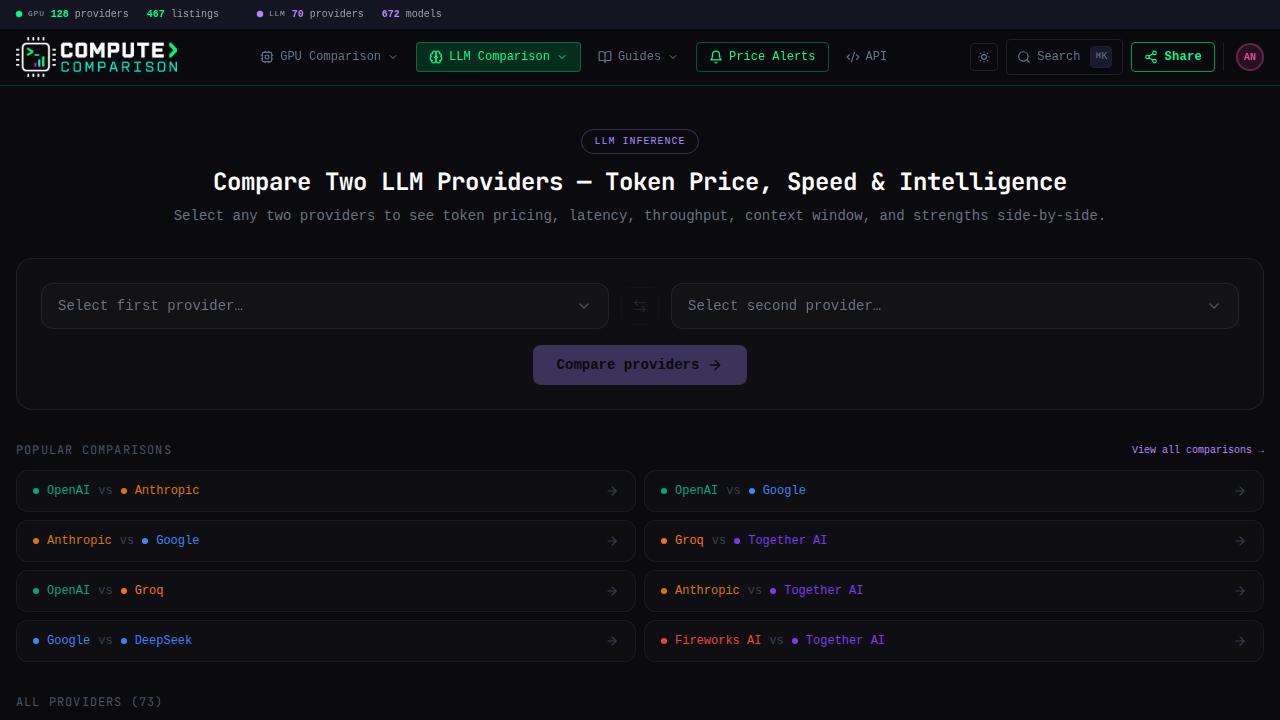 GPU 128 providers 467 listings LLM 70 providers 672 models
COMPUTE
COMPARISON
GPU Comparison LLM Comparison Guides Price Alerts API Search ⌘K Share AN
LLM INFERENCE
Compare Two LLM Providers — Token Price, Speed & Intelligence
Select any two providers to see token pricing, latency, throughput, context window, and strengths side-by-side.
Select first provider… Select second provider…
Compare providers →
POPULAR COMPARISONS View all comparisons →
OpenAI vs Anthropic
OpenAI vs Google
Anthropic vs Google
Groq vs Together AI
OpenAI vs Groq
Anthropic vs Together AI
Google vs DeepSeek
Fireworks AI vs Together AI
ALL PROVIDERS (73)